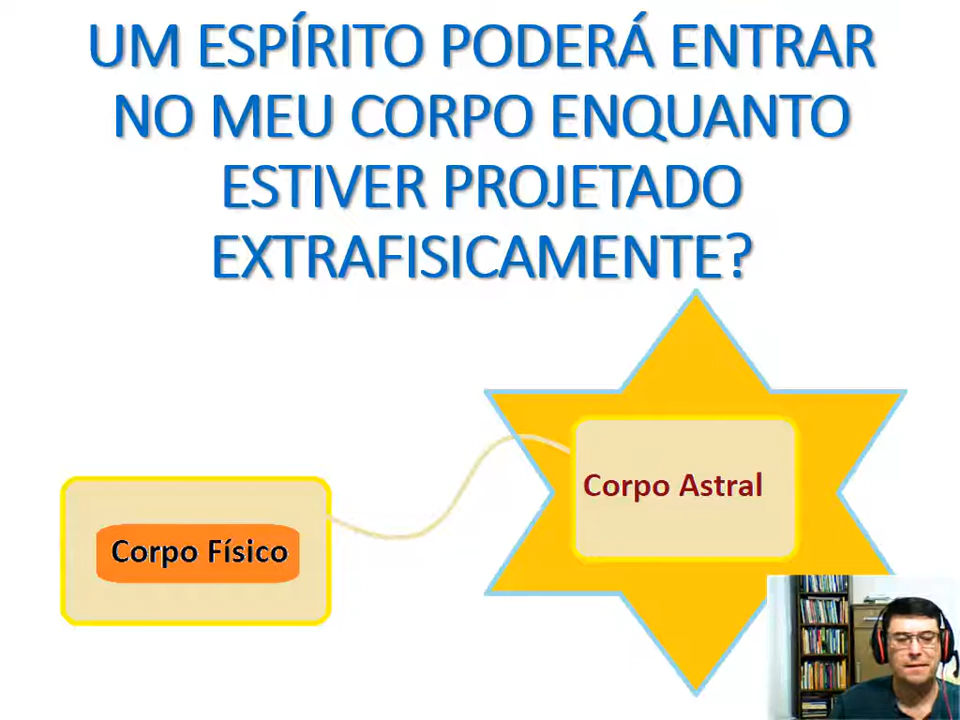 UM ESPÍRITO PODERÁ ENTRAR
NO MEU CORPO ENQUANTO
ESTIVER PROJETADO
EXTRAFISICAMENTE?
Corpo Astral
Corpo Físico